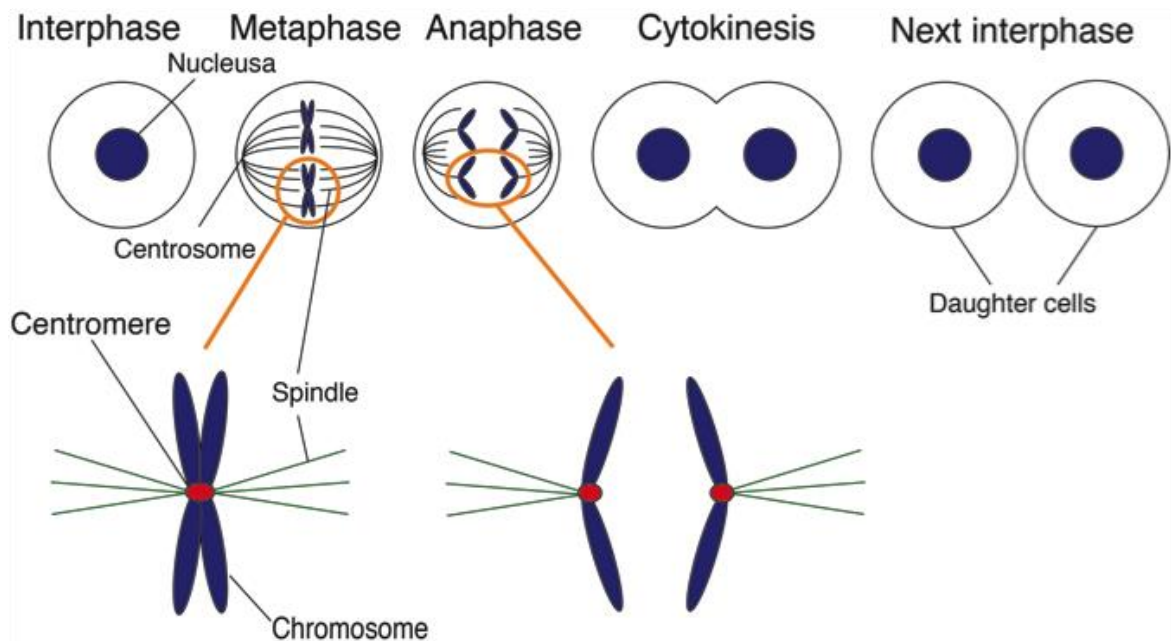 Interphase
Metaphase
Anaphase
Cytokinesis
Next interphase
Nucleusa
Centrosome
Daughter cells
Centromere
Spindle
Chromosome